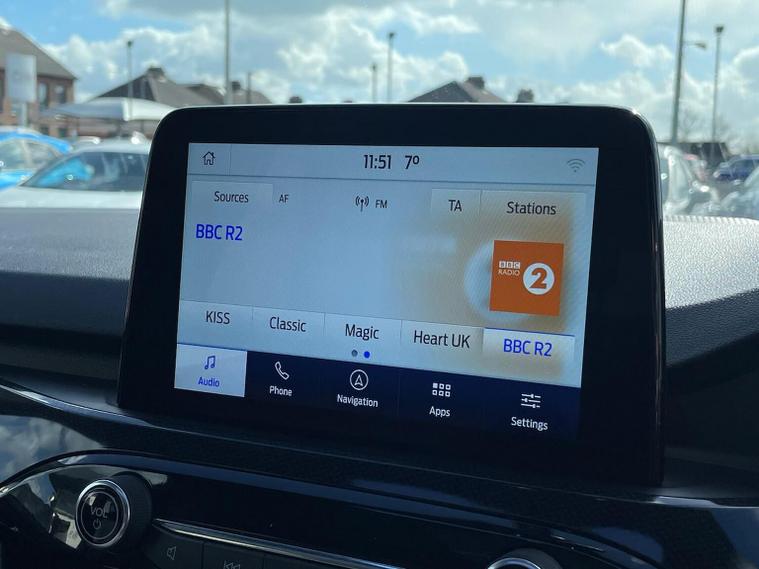 11:51 7°
Sources AF FM TA Stations
BBC R2
BBC
RADIO 2
KISS Classic Magic Heart UK BBC R2
Audio Phone Navigation Apps Settings
VOL